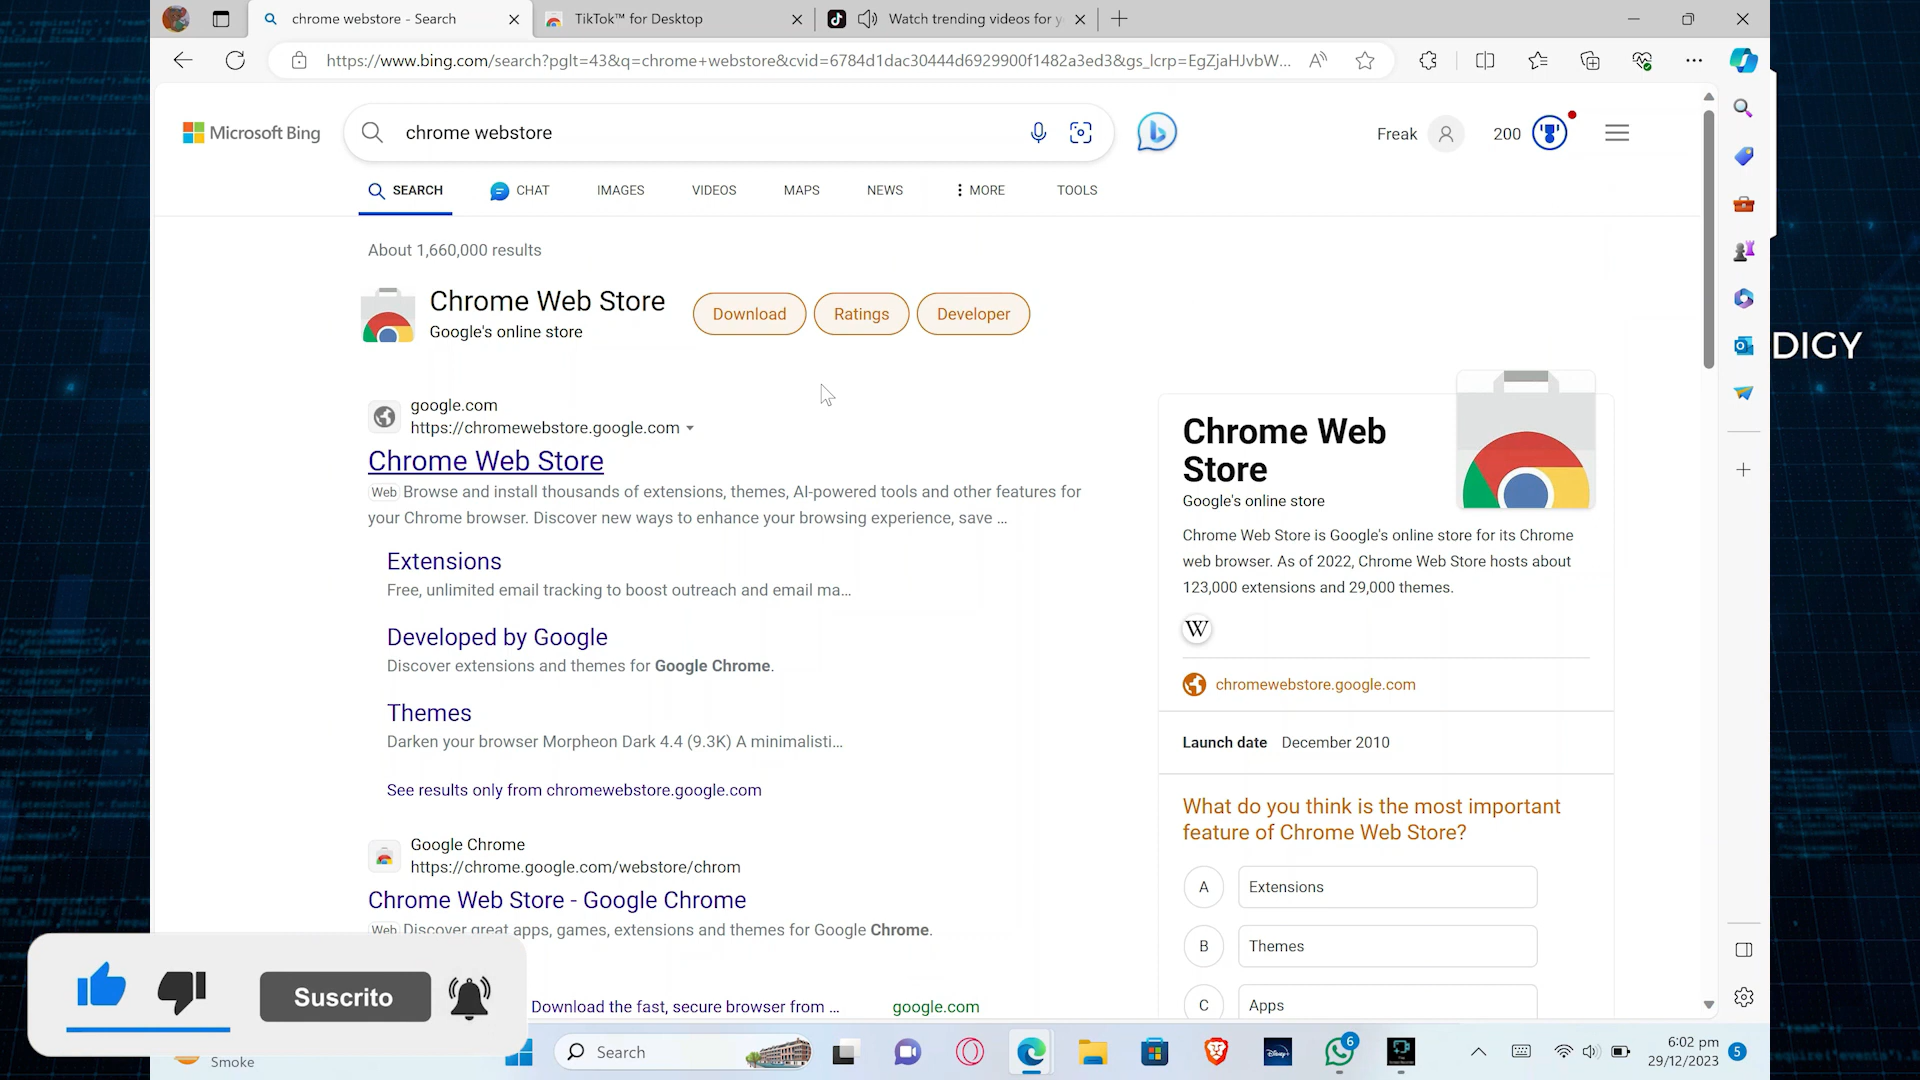 chrome webstore - Search
TikTok™ for Desktop
Watch trending videos for y
https://www.bing.com/search?pglt=43&q=chrome+webstore&cvid=6784d1dac30444d6929900f1482a3ed3&gs_lcrp=EgZjaHJvbW...
Microsoft Bing
chrome webstore
Freak
200
SEARCH
CHAT
IMAGES
VIDEOS
MAPS
NEWS
MORE
TOOLS
About 1,660,000 results
Chrome Web Store
Google's online store
Download
Ratings
Developer
DIGY
google.com
https://chromewebstore.google.com
Chrome Web Store
Web Browse and install thousands of extensions, themes, AI-powered tools and other features for
your Chrome browser. Discover new ways to enhance your browsing experience, save ...
Extensions
Free, unlimited email tracking to boost outreach and email ma...
Developed by Google
Discover extensions and themes for Google Chrome.
Themes
Darken your browser Morpheon Dark 4.4 (9.3K) A minimalisti...
See results only from chromewebstore.google.com
Google Chrome
https://chrome.google.com/webstore/chrom
Chrome Web Store - Google Chrome
Web Discover great apps, games, extensions and themes for Google Chrome.
Download the fast, secure browser from ...
google.com
Chrome Web
Store
Google's online store
Chrome Web Store is Google's online store for its Chrome
web browser. As of 2022, Chrome Web Store hosts about
123,000 extensions and 29,000 themes.
W
chromewebstore.google.com
Launch date December 2010
What do you think is the most important
feature of Chrome Web Store?
A Extensions
B Themes
C Apps
Suscrito
Smoke
Search
Disney+
6
6:02 pm
29/12/2023
5